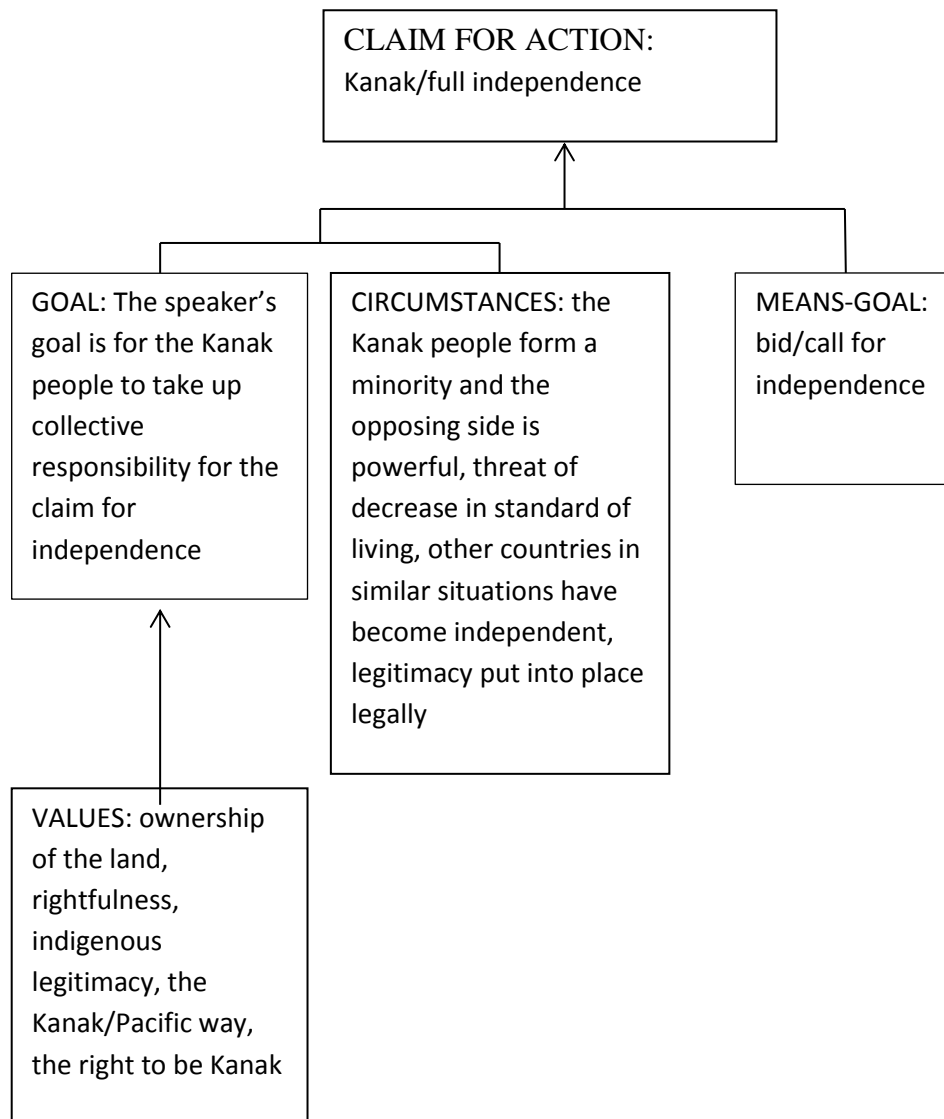 CLAIM FOR ACTION:
Kanak/full independence
GOAL: The speaker’s
goal is for the Kanak
people to take up
collective
responsibility for the
claim for
independence
CIRCUMSTANCES: the
Kanak people form a
minority and the
opposing side is
powerful, threat of
decrease in standard of
living, other countries in
similar situations have
become independent,
legitimacy put into place
legally
MEANS-GOAL:
bid/call for
independence
VALUES: ownership
of the land,
rightfulness,
indigenous
legitimacy, the
Kanak/Pacific way,
the right to be Kanak